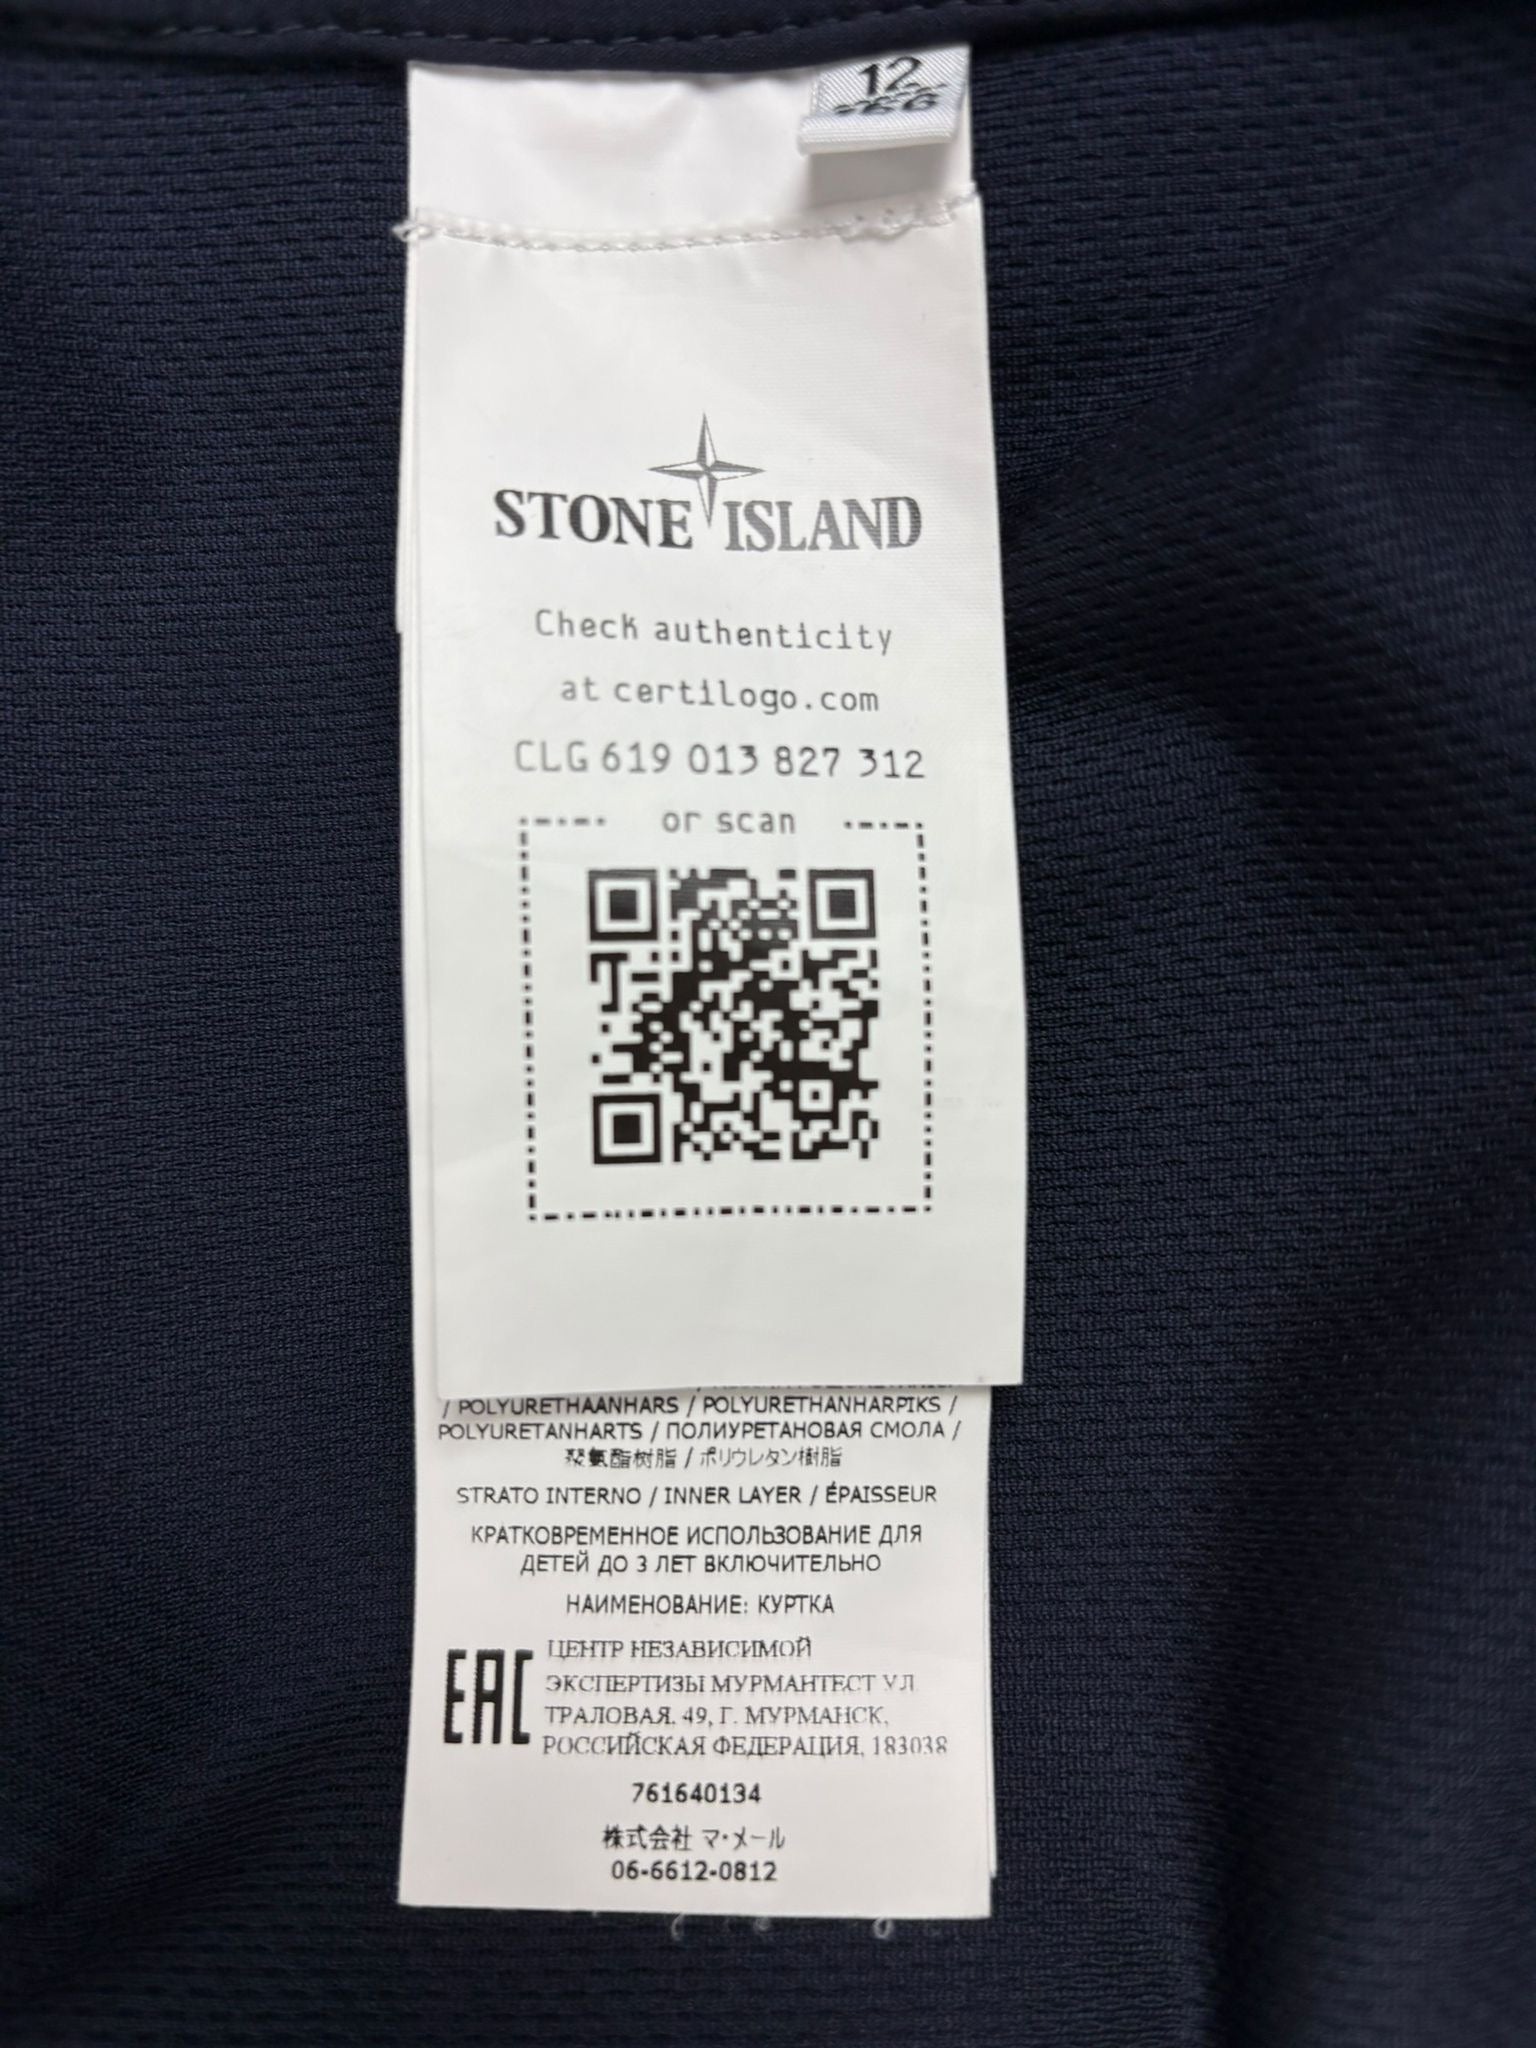 12
STONE ISLAND
Check authenticity
at certilogo.com
CLG 619 013 827 312
or scan
/ POLYURETHAANHARS / POLYURETHANHARPIKS /
POLYURETANHARTS / ПОЛИУРЕТАНОВАЯ СМОЛА /
聚氨酯树脂 / ポリウレタン樹脂
STRATO INTERNO / INNER LAYER / ÉPAISSEUR
КРАТКОВРЕМЕННОЕ ИСПОЛЬЗОВАНИЕ ДЛЯ
ДЕТЕЙ ДО 3 ЛЕТ ВКЛЮЧИТЕЛЬНО
НАИМЕНОВАНИЕ: КУРТКА
EAC
ЦЕНТР НЕЗАВИСИМОЙ
ЭКСПЕРТИЗЫ МУРМАНТЕСТ УЛ
ТРАЛОВАЯ, 49, Г. МУРМАНСК,
РОССИЙСКАЯ ФЕДЕРАЦИЯ, 183038
761640134
株式会社 マ・メール
06-6612-0812